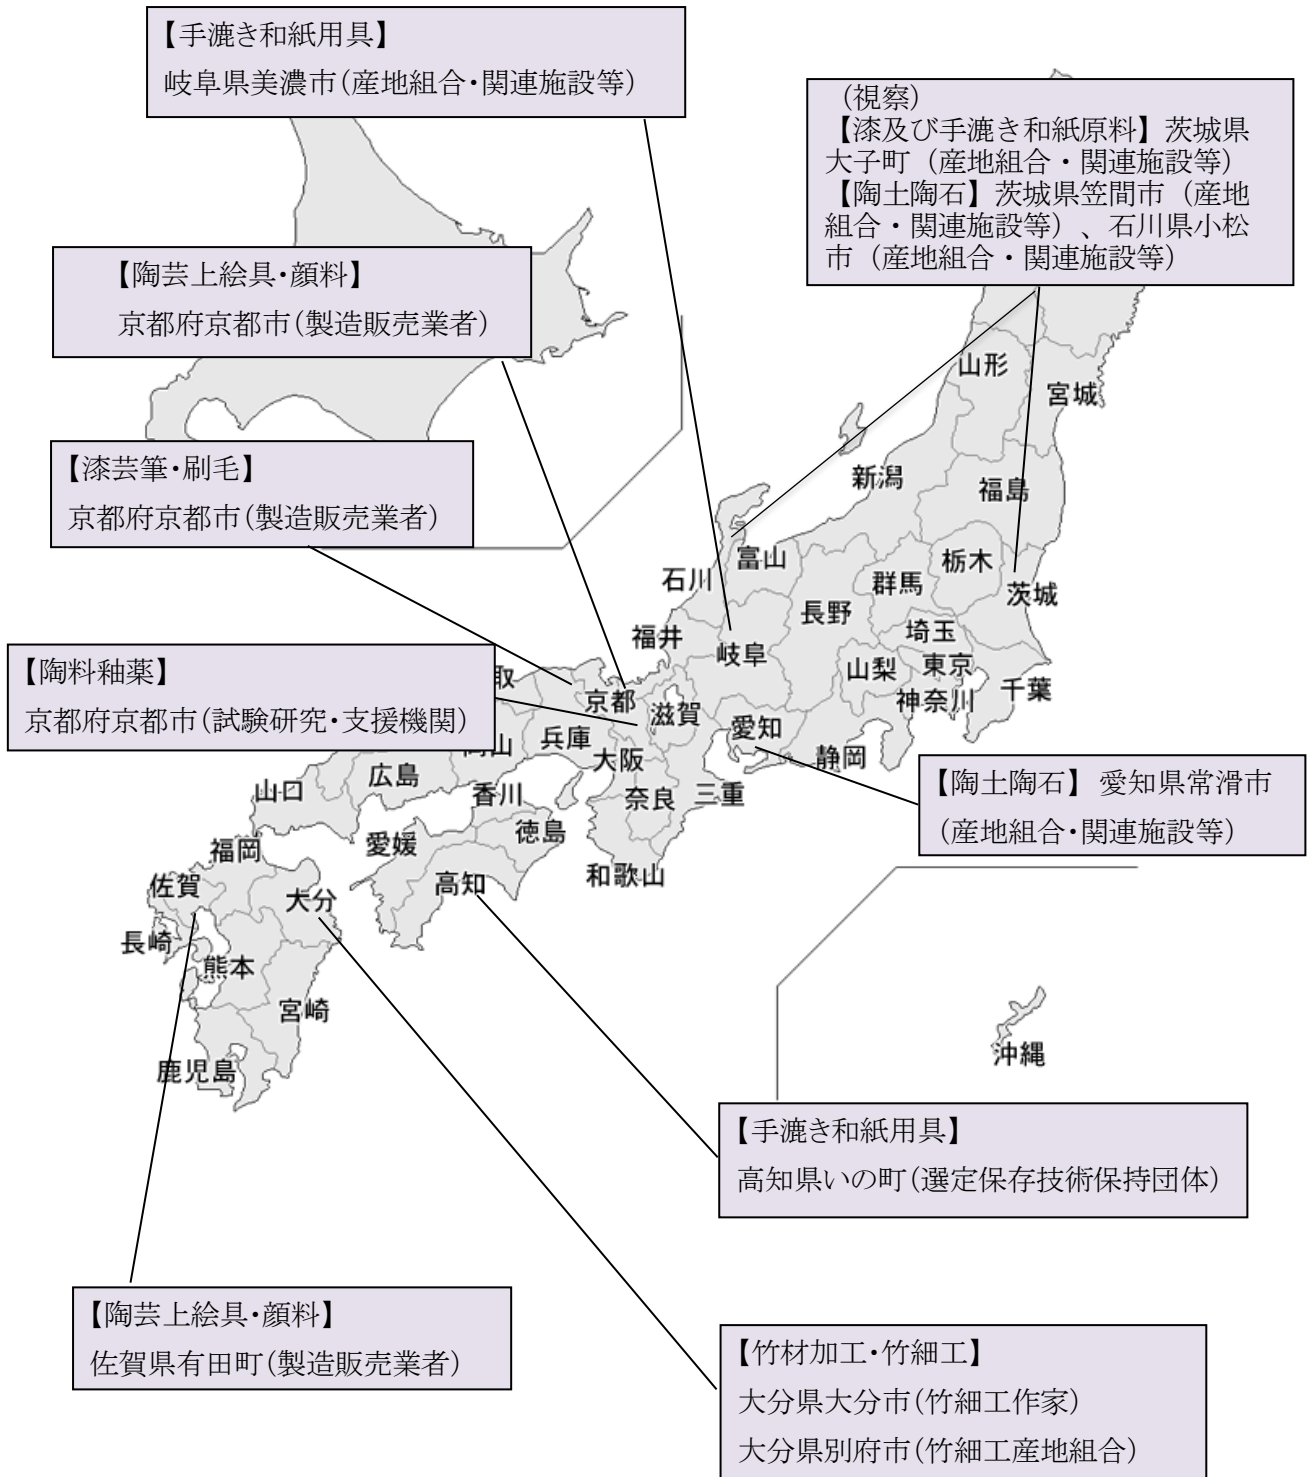 【手漉き和紙用具】
岐阜県美濃市(産地組合・関連施設等)
(視察)
【漆及び手漉き和紙原料】茨城県
大子町(産地組合・関連施設等)
【陶土陶石】茨城県笠間市(産地
組合・関連施設等)、石川県小松
市(産地組合・関連施設等)
【陶芸上絵具・顔料】
京都府京都市(製造販売業者)
【漆芸筆・刷毛】
京都府京都市(製造販売業者)
【陶料釉薬】
京都府京都市(試験研究・支援機関)
山形
宮城
新潟
福島
富山
栃木
石川
群馬
茨城
長野
福井
埼玉
岐阜
山梨
東京
取
京都
滋賀
神奈川
千葉
愛知
兵庫
山
大阪
静岡
広島
山口
香川
奈良
三重
徳島
愛媛
福岡
和歌山
佐賀
高知
大分
長崎
熊本
宮崎
鹿児島
沖縄
【陶土陶石】 愛知県常滑市
(産地組合・関連施設等)
【手漉き和紙用具】
高知県いの町(選定保存技術保持団体)
【陶芸上絵具・顔料】
佐賀県有田町(製造販売業者)
【竹材加工・竹細工】
大分県大分市(竹細工作家)
大分県別府市(竹細工産地組合)